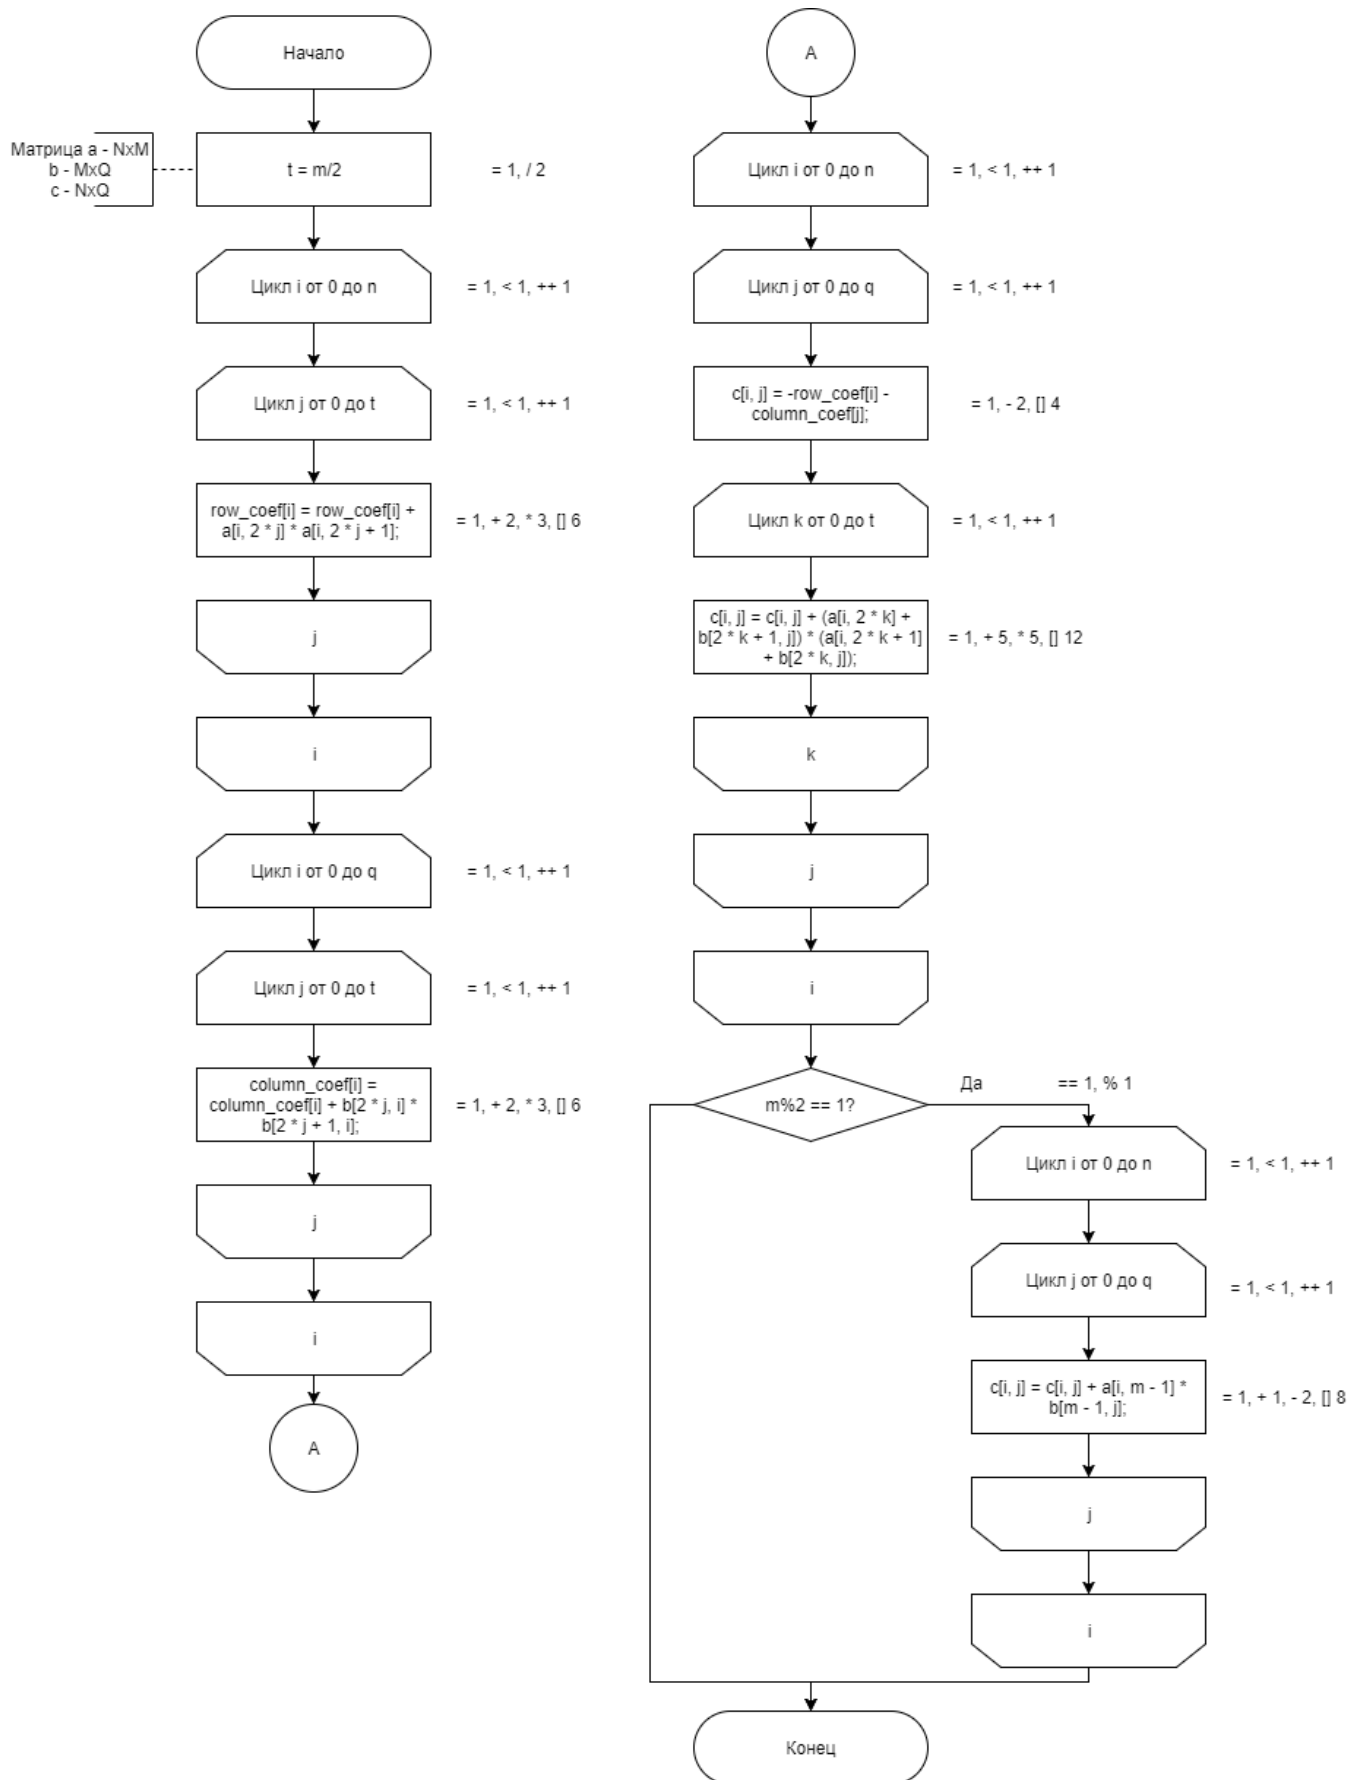 Начало
Матрица a - NxM
b - MxQ
c - NxQ
t = m/2
= 1, / 2
Цикл i от 0 до n
= 1, < 1, ++ 1
Цикл j от 0 до t
= 1, < 1, ++ 1
row_coef[i] = row_coef[i] +
a[i, 2 * j] * a[i, 2 * j + 1];
= 1, + 2, * 3, [] 6
j
i
Цикл i от 0 до q
= 1, < 1, ++ 1
Цикл j от 0 до t
= 1, < 1, ++ 1
column_coef[i] =
column_coef[i] + b[2 * j, i] *
b[2 * j + 1, i];
= 1, + 2, * 3, [] 6
j
i
A
A
Цикл i от 0 до n
= 1, < 1, ++ 1
Цикл j от 0 до q
= 1, < 1, ++ 1
c[i, j] = -row_coef[i] -
column_coef[j];
= 1, - 2, [] 4
Цикл k от 0 до t
= 1, < 1, ++ 1
c[i, j] = c[i, j] + (a[i, 2 * k] +
b[2 * k + 1, j]) * (a[i, 2 * k + 1]
+ b[2 * k, j]);
= 1, + 5, * 5, [] 12
k
j
i
m%2 == 1?
Да
== 1, % 1
Цикл i от 0 до n
= 1, < 1, ++ 1
Цикл j от 0 до q
= 1, < 1, ++ 1
c[i, j] = c[i, j] + a[i, m - 1] *
b[m - 1, j];
= 1, + 1, - 2, [] 8
j
i
Конец